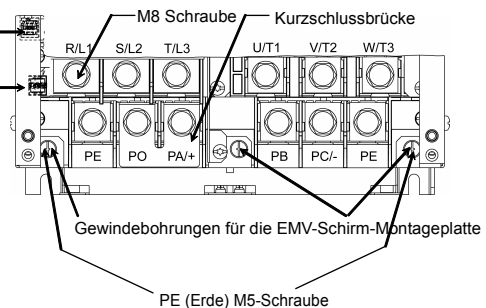 M8 Schraube
Kurzschlussbrücke
R/L1 S/L2 T/L3 U/T1 V/T2 W/T3
PE PO PA/+ PB PC/- PE
Gewindebohrungen für die EMV-Schirm-Montageplatte
PE (Erde) M5-Schraube